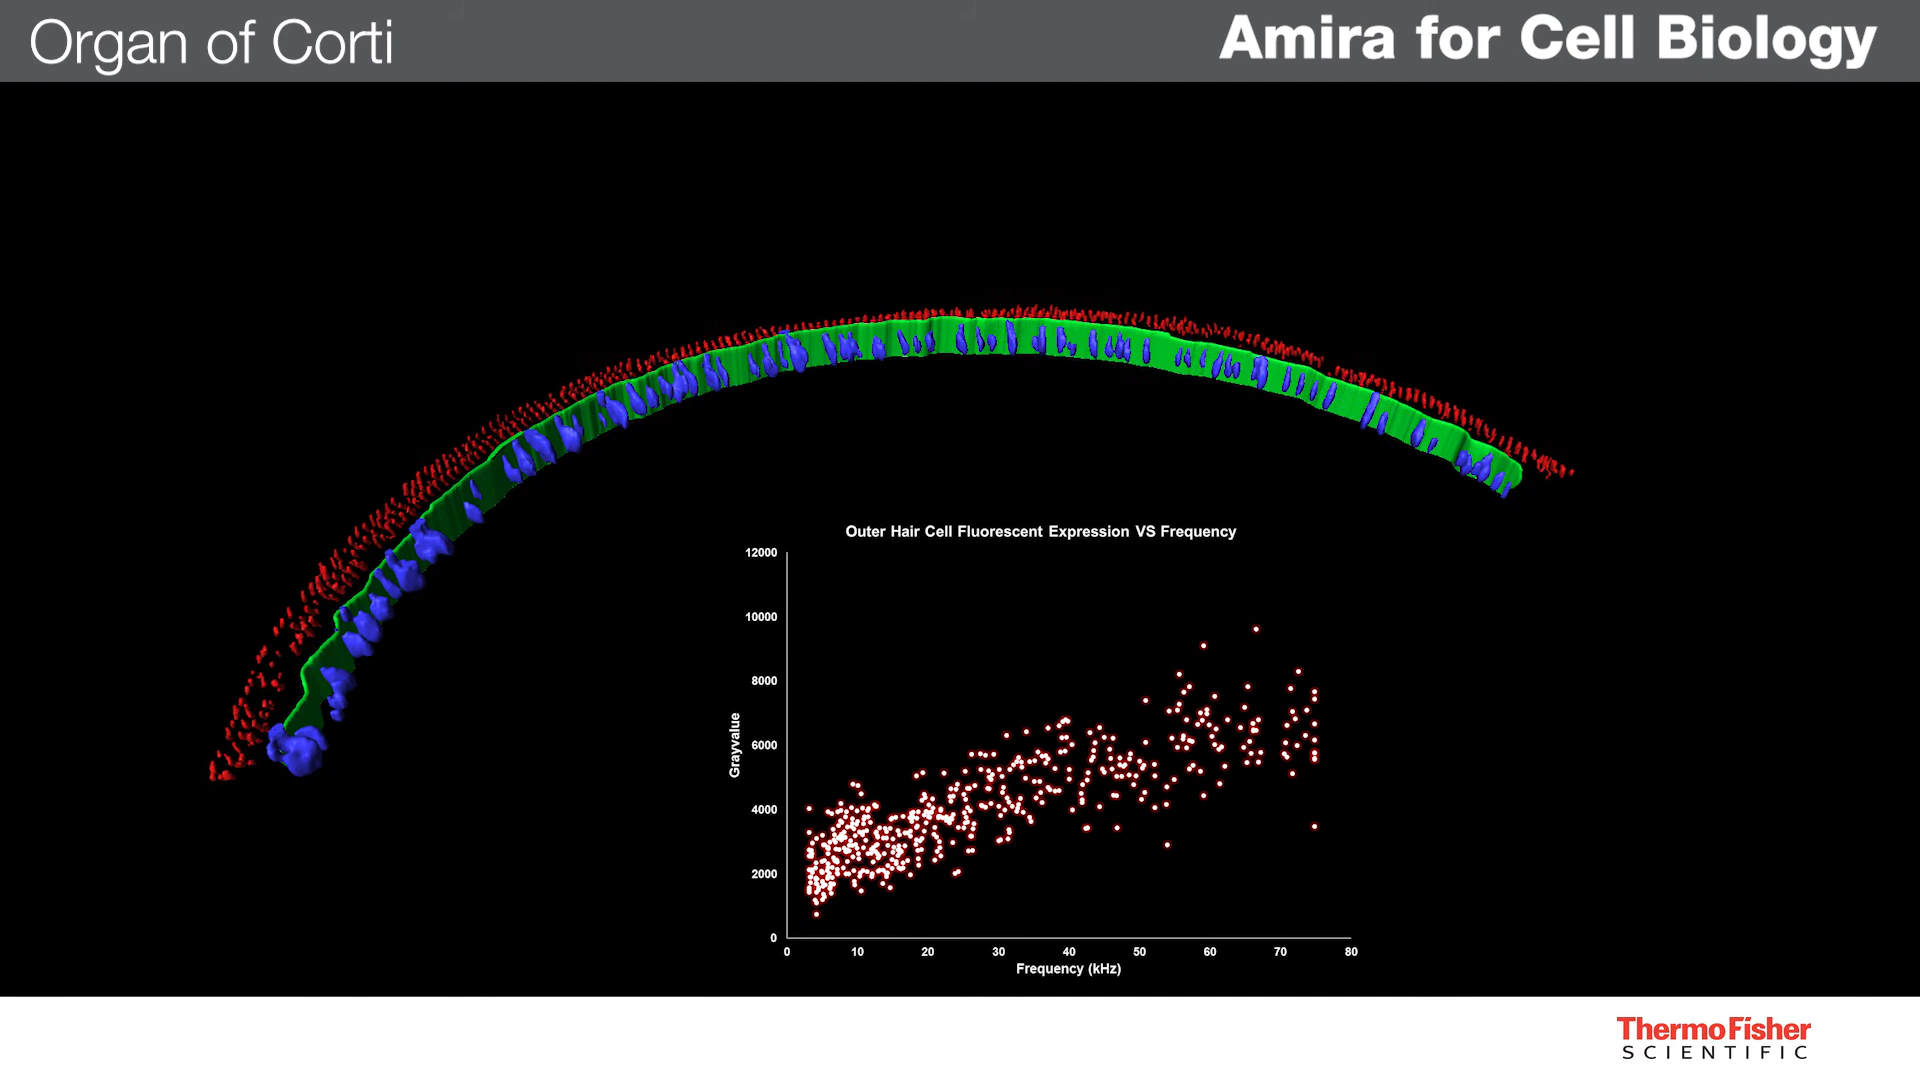 Organ of Corti
Amira for Cell Biology
Outer Hair Cell Fluorescent Expression VS Frequency
12000
10000
8000
6000
4000
2000
0
Grayvalue
0 10 20 30 40 50 60 70 80
Frequency (kHz)
ThermoFisher
SCIENTIFIC